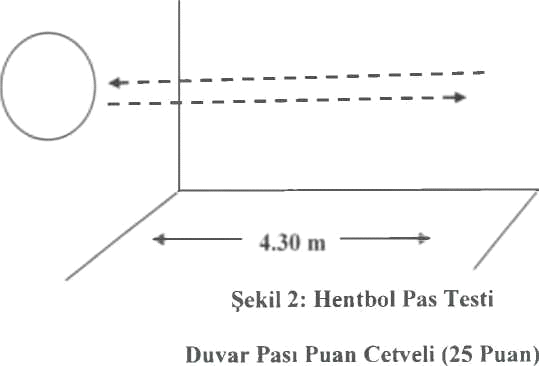 4.30 m
Şekil 2: Hentbol Pas Testi
Duvar Pası Puan Cetveli (25 Puan)